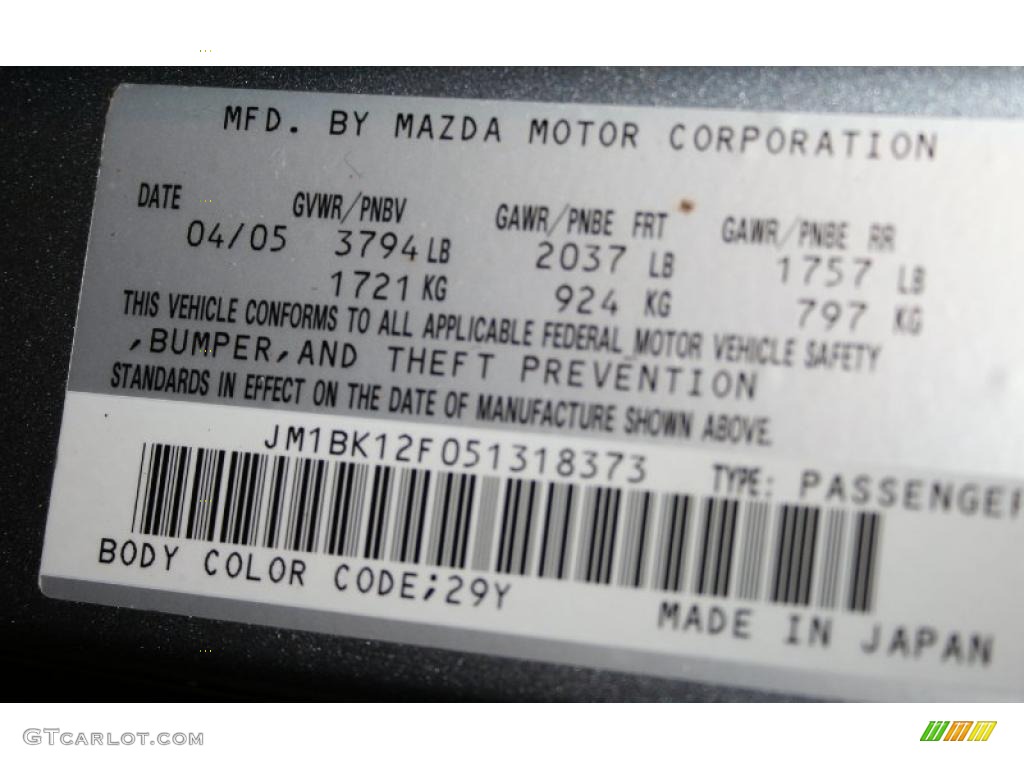 MFD. BY MAZDA MOTOR CORPORATION
DATE GVWR/PNBV GAWR/PNBE FRT GAWR/PNBE RR
04/05 3794 LB 2037 LB 1757 LB
1721 KG 924 KG 797 KG
THIS VEHICLE CONFORMS TO ALL APPLICABLE FEDERAL MOTOR VEHICLE SAFETY
,BUMPER,AND THEFT PREVENTION
STANDARDS IN EFFECT ON THE DATE OF MANUFACTURE SHOWN ABOVE.
JM1BK12F051318373 TYPE: PASSENGER
BODY COLOR CODE;29Y
MADE IN JAPAN
GTCARLOT.COM